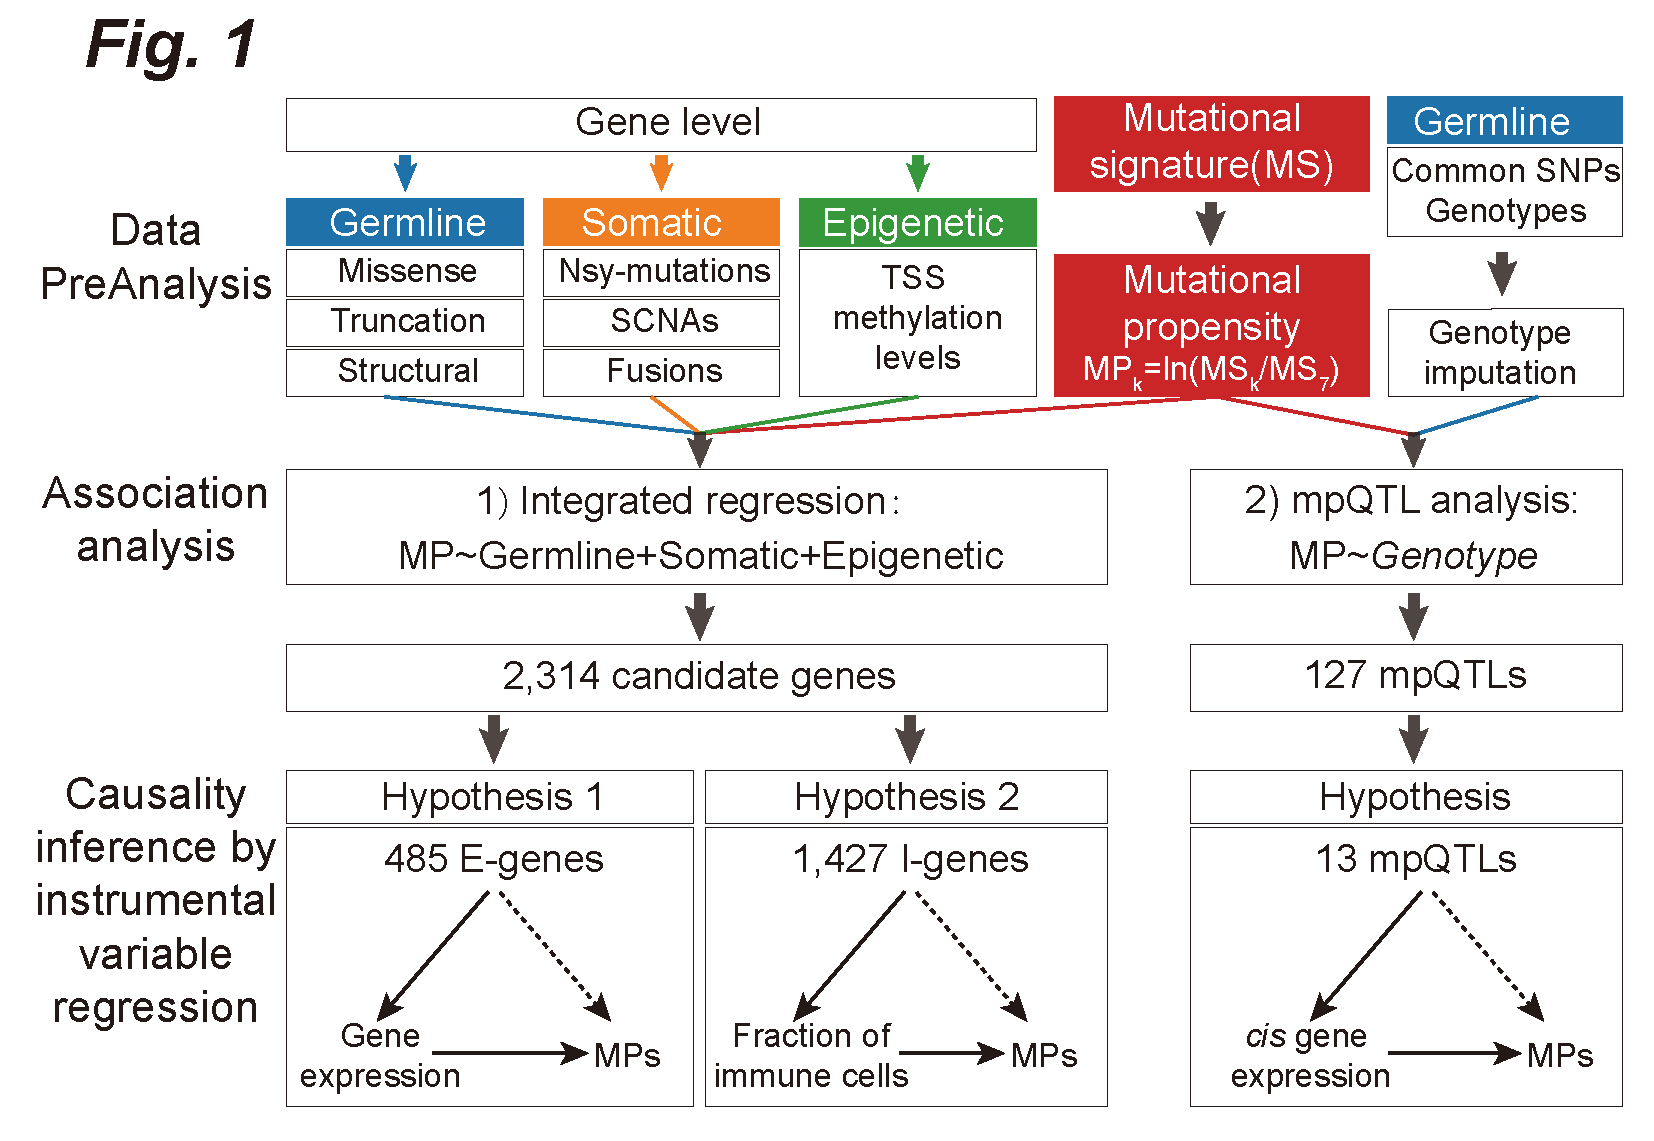 Fig. 1
Gene level
Mutational
signature(MS)
Germline
Common SNPs
Genotypes
Data
PreAnalysis
Germline
Missense
Truncation
Structural
Somatic
Nsy-mutations
SCNAs
Fusions
Epigenetic
TSS
methylation
levels
Mutational
propensity
MPk=ln(MSk/MS7)
Genotype
imputation
Association
analysis
1) Integrated regression:
MP~Germline+Somatic+Epigenetic
2) mpQTL analysis:
MP~Genotype
2,314 candidate genes
127 mpQTLs
Causality
inference by
instrumental
variable
regression
Hypothesis 1
485 E-genes
Gene
expression
MPs
Hypothesis 2
1,427 I-genes
Fraction of
immune cells
MPs
Hypothesis
13 mpQTLs
cis gene
expression
MPs